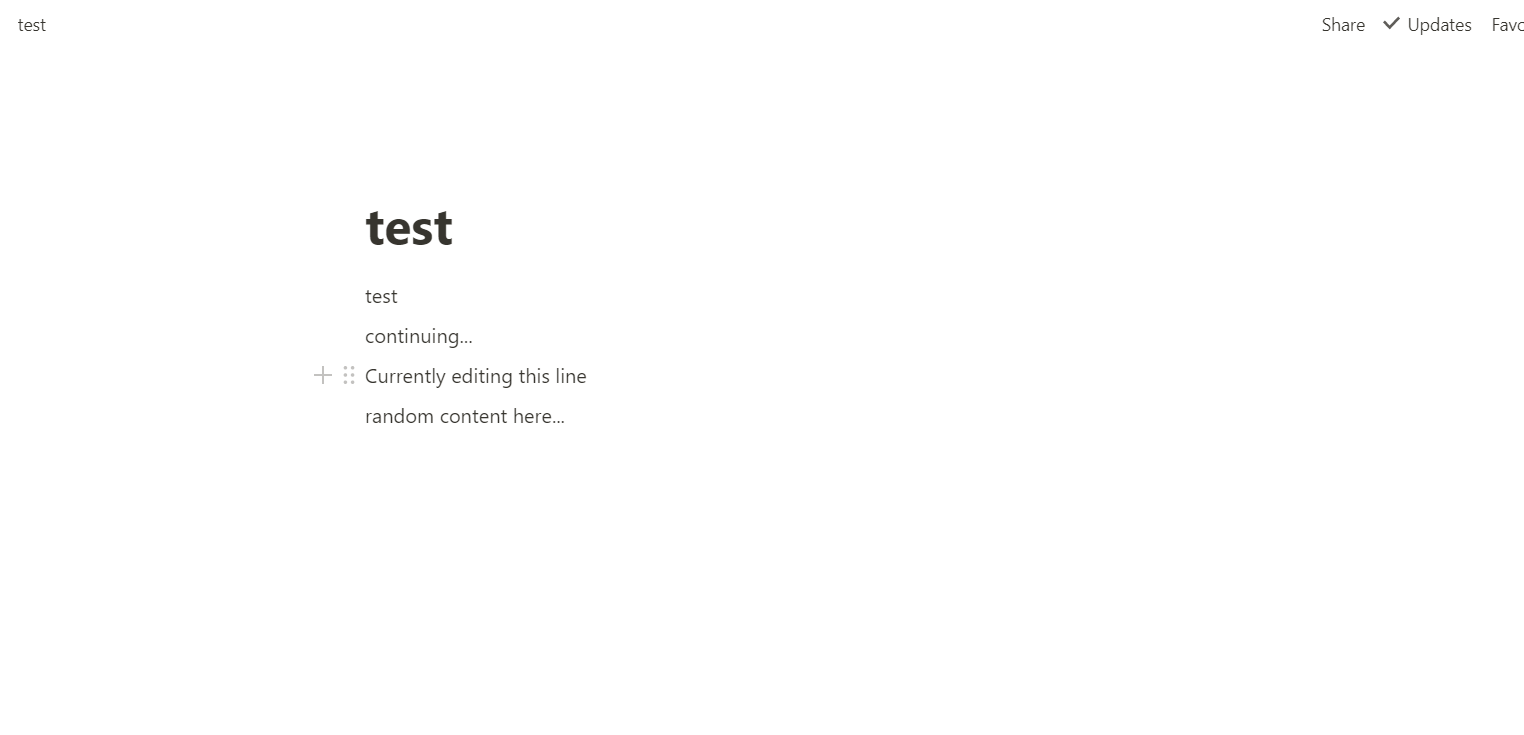 test
Share Updates Favo
test
test
continuing...
Currently editing this line
random content here...